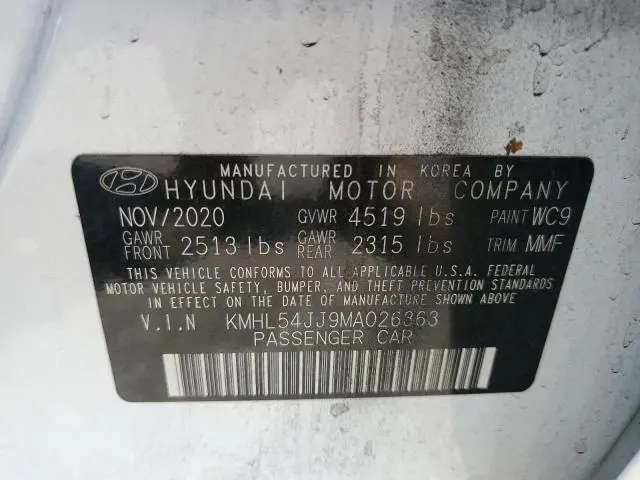 MANUFACTURED IN KOREA BY
HYUNDAI MOTOR COMPANY
NOV/2020 GVWR 4519 lbs PAINT WC9
GAWR FRONT 2513 lbs GAWR REAR 2315 lbs TRIM MMF
THIS VEHICLE CONFORMS TO ALL APPLICABLE U.S.A. FEDERAL
MOTOR VEHICLE SAFETY, BUMPER, AND THEFT PREVENTION STANDARDS
IN EFFECT ON THE DATE OF MANUFACTURE SHOWN ABOVE.
V.I.N KMHL54JJ9MA026363
PASSENGER CAR